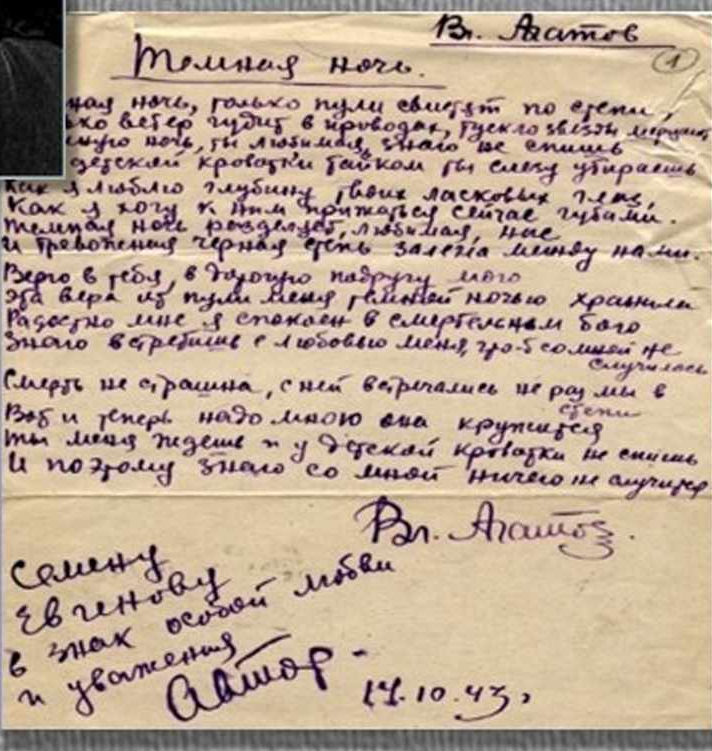 Вл. Агатов
1
Темная ночь.
ная ночь, только пули свистят по степи,
ко ветер гудит в проводах, тускло звезды мерцают
ную ночь, ты любимая, знаю не спишь
детской кроватки тайком ты слезу утираешь
Как я люблю глубину твоих ласковых глаз,
Как я хочу к ним прижаться сейчас губами.
Темная ночь разделяет, любимая, нас
и тревожная черная степь залегла между нами.
Верю в тебя, в дорогую подругу мою
Эта вера от пули меня темной ночью хранила
Радостно мне я спокоен в смертельном бою
Знаю встретишь с любовью меня, что-б со мной не
случилось
Смерть не страшна, с ней встречались не раз мы в
степи
Вот и теперь надо мною она кружится
Ты меня ждешь и у детской кроватки не спишь
И поэтому знаю со мной ничего не случится
Вл. Агатов.
Семену
Евгенову
в знак особой любви
и уважения
Автор -
17.10.43,